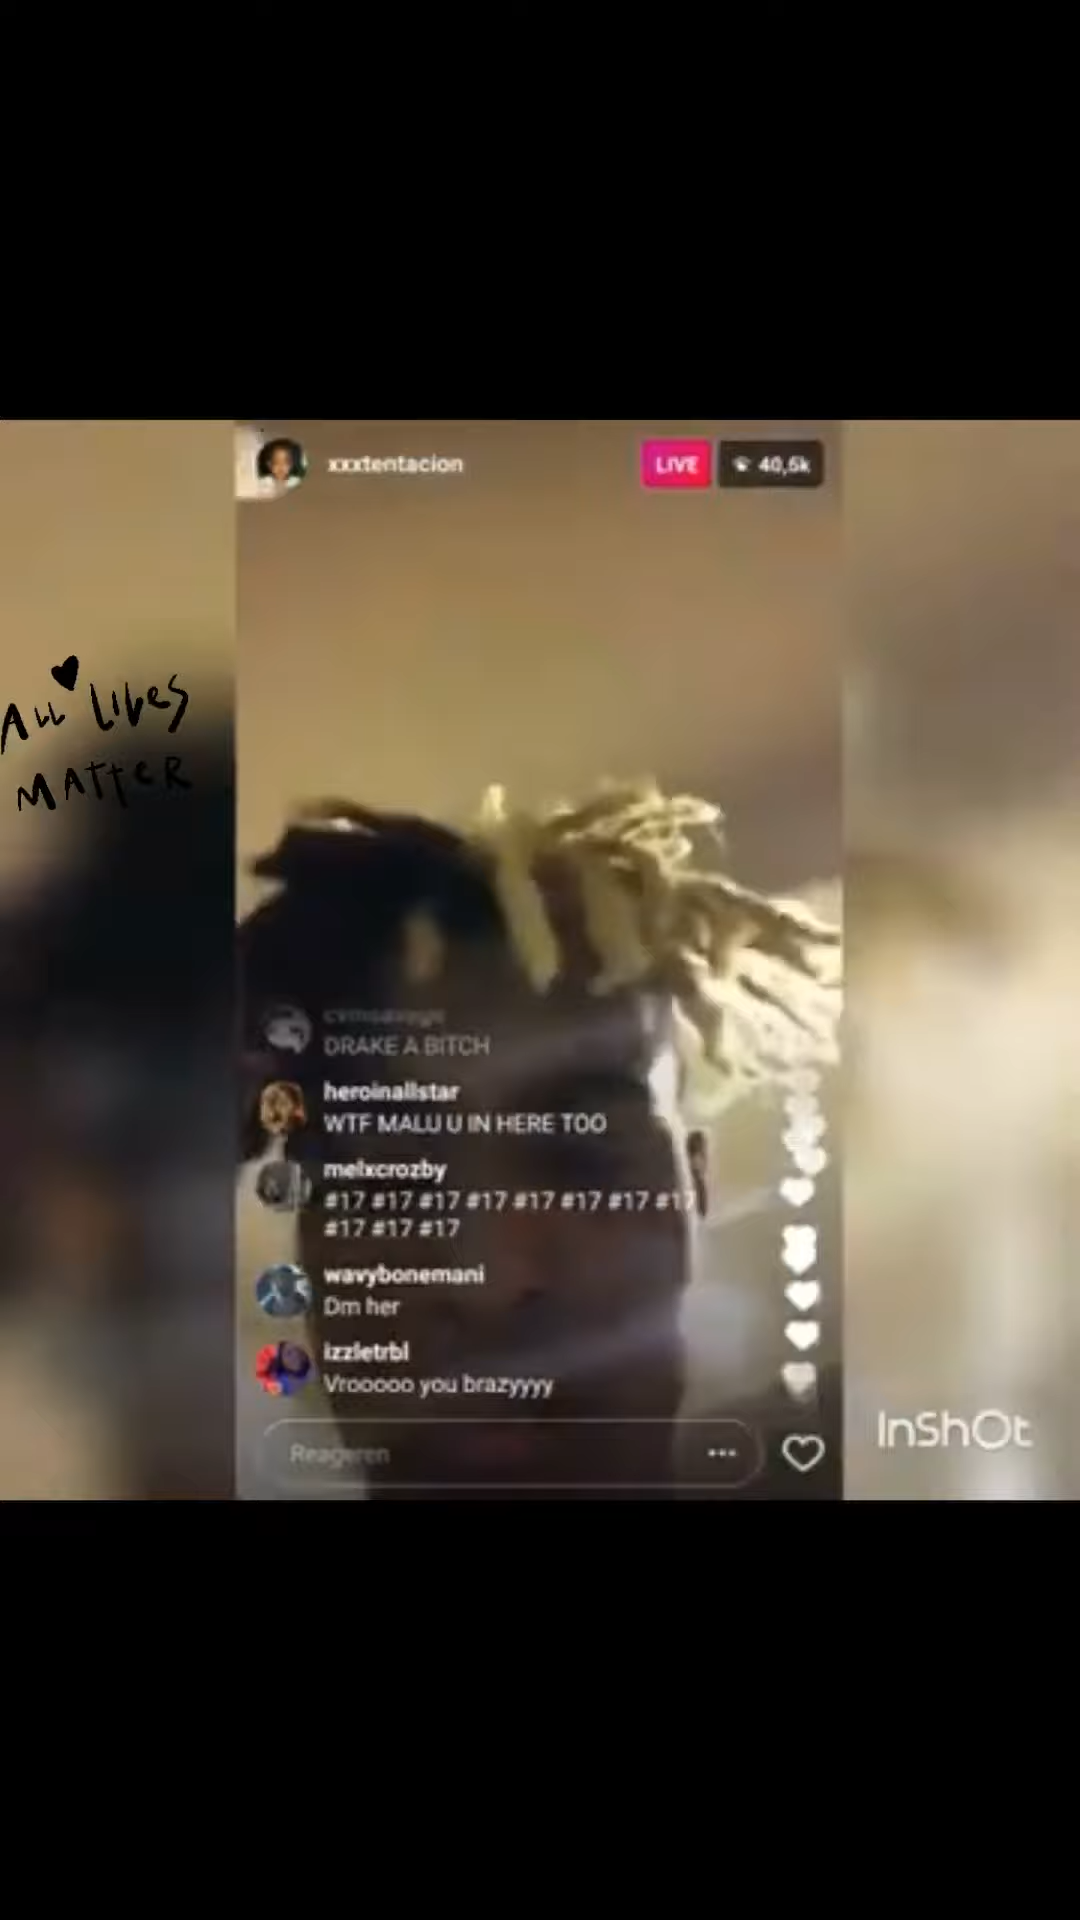 xxxtentacion
LIVE
40,5k
ALL LIVES
MATTER
DRAKE A BITCH
heroinallstar
WTF MALU U IN HERE TOO
melxcrozby
#17 #17 #17 #17 #17 #17 #17 #17
#17 #17 #17
wavybonemani
Dm her
izzletrbl
Vrooooo you brazyyyy
Reageren
InShOt